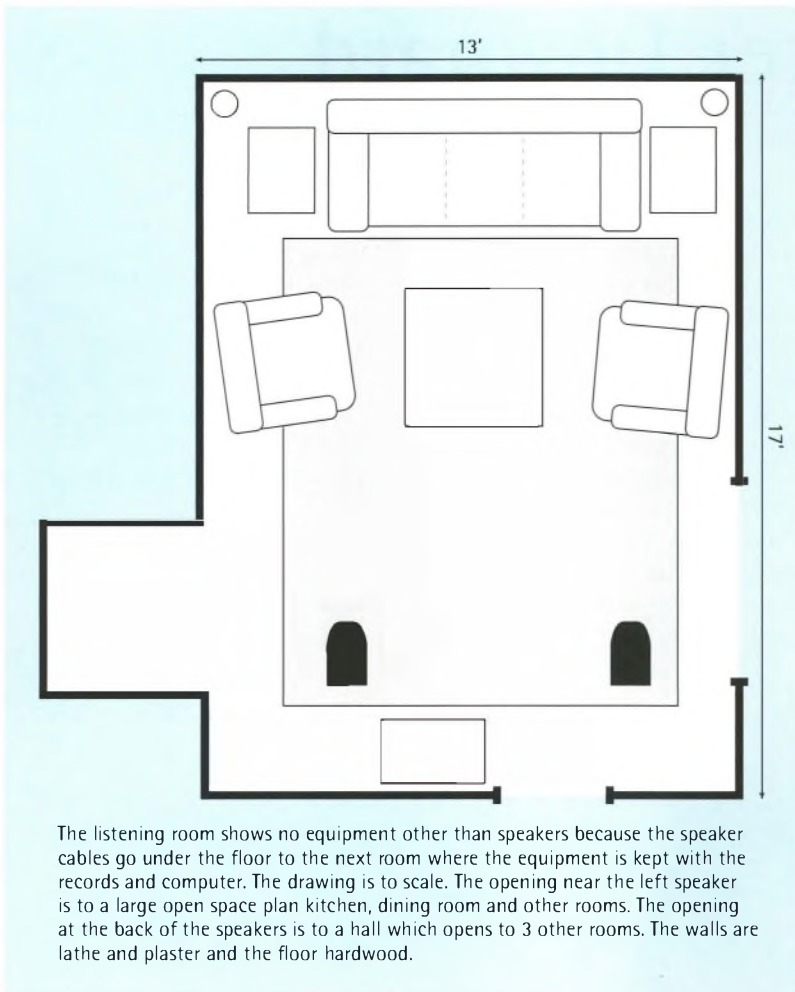 13'
17'
The listening room shows no equipment other than speakers because the speaker
cables go under the floor to the next room where the equipment is kept with the
records and computer. The drawing is to scale. The opening near the left speaker
is to a large open space plan kitchen, dining room and other rooms. The opening
at the back of the speakers is to a hall which opens to 3 other rooms. The walls are
lathe and plaster and the floor hardwood.